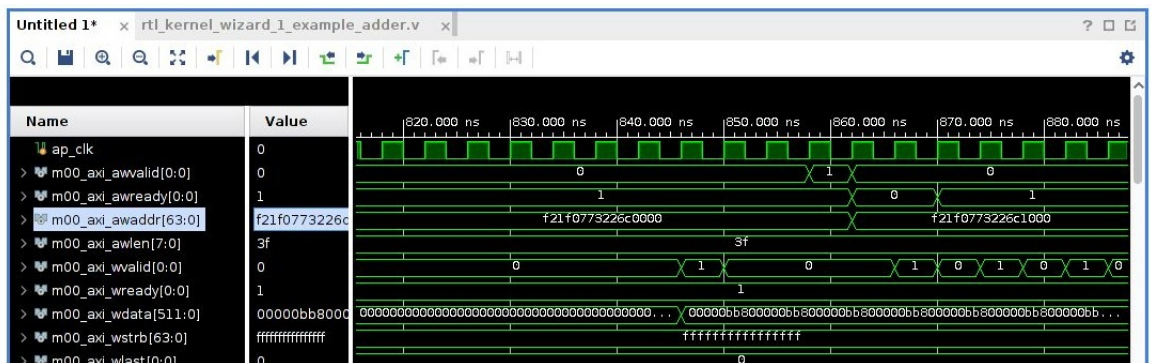 Untitled 1* × rtl_kernel_wizard_1_example_adder.v × ?
Name Value 820.000 ns 830.000 ns 840.000 ns 850.000 ns 860.000 ns 870.000 ns 880.000 ns
ap_clk 0
> m00_axi_awvalid[0:0] 0 0 1 0
> m00_axi_awready[0:0] 1 1 0 1
> m00_axi_awaddr[63:0] f21f0773226c f21f0773226c0000 f21f0773226c1000
> m00_axi_awlen[7:0] 3f 3f
> m00_axi_wvalid[0:0] 0 0 1 0 1 0 1 0 1 0
> m00_axi_wready[0:0] 1 1
> m00_axi_wdata[511:0] 00000bb8000 000000000000000000000000000000000000... 00000bb800000bb800000bb800000bb800000bb800000bb...
> m00_axi_wstrb[63:0] ffffffffffffffff ffffffffffffffff
> m00_axi_wlast[0:0] 0 0